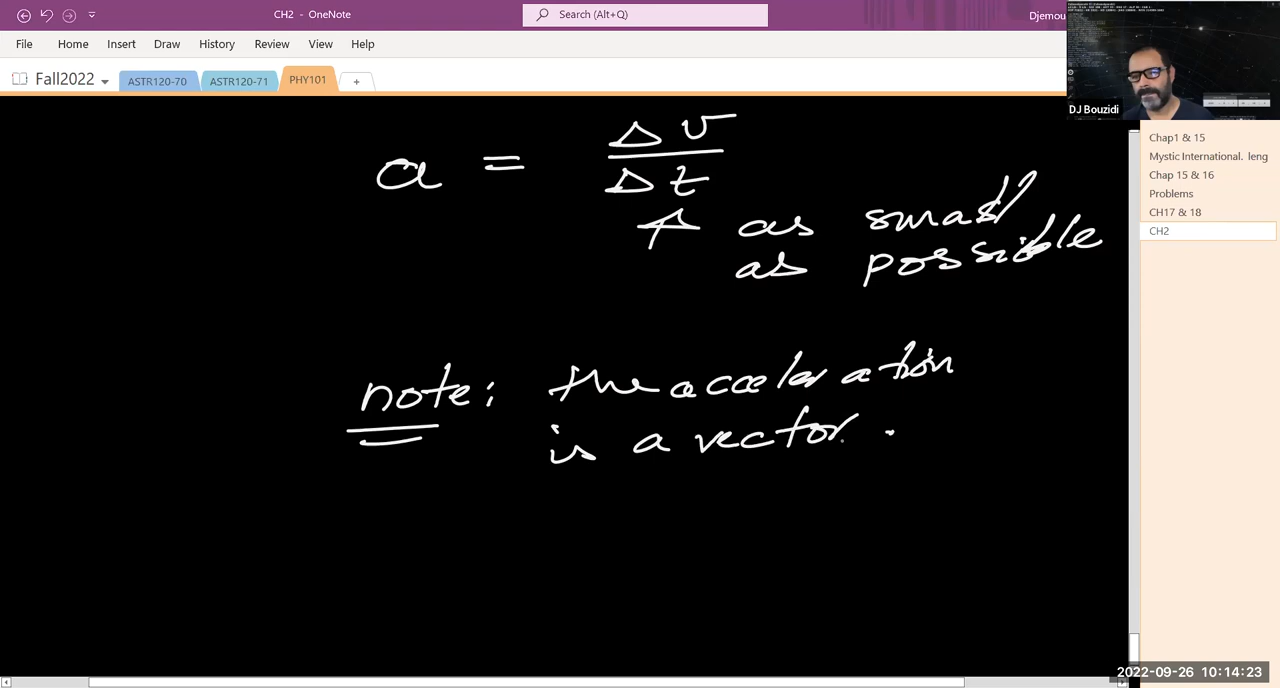 CH2 - OneNote
Search (Alt+Q)
Djemou
File Home Insert Draw History Review View Help
Fall2022 ASTR120-70 ASTR120-71 PHY101 +
DJ Bouzidi
Chap1 & 15
Mystic International. leng
Chap 15 & 16
Problems
CH17 & 18
CH2
a = Δv
Δt
↑ as small
as possible
note: the acceleration
is a vector.
2022-09-26 10:14:23